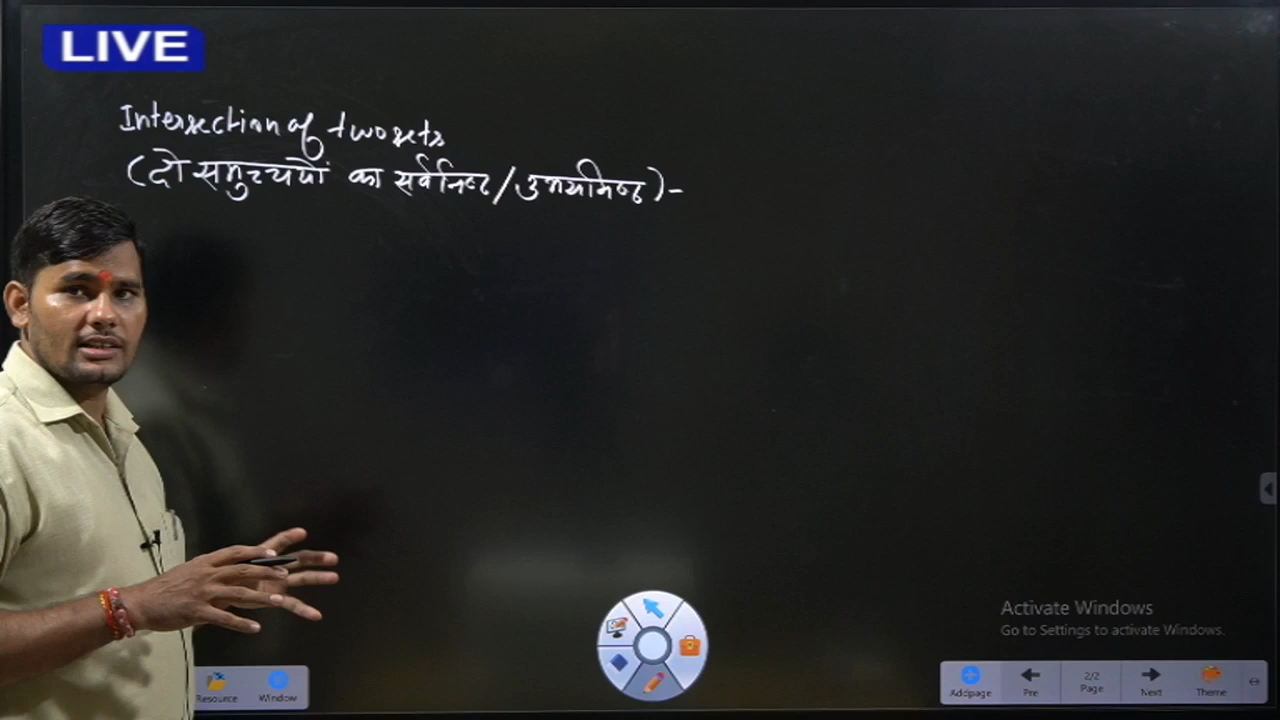 LIVE
Intersection of two sets
(दो समुच्चयों का सर्वनिष्ठ/उभयनिष्ठ)-
Activate Windows
Go to Settings to activate Windows.
Resource Window
Addpage Pre 2/2 Page Next Theme